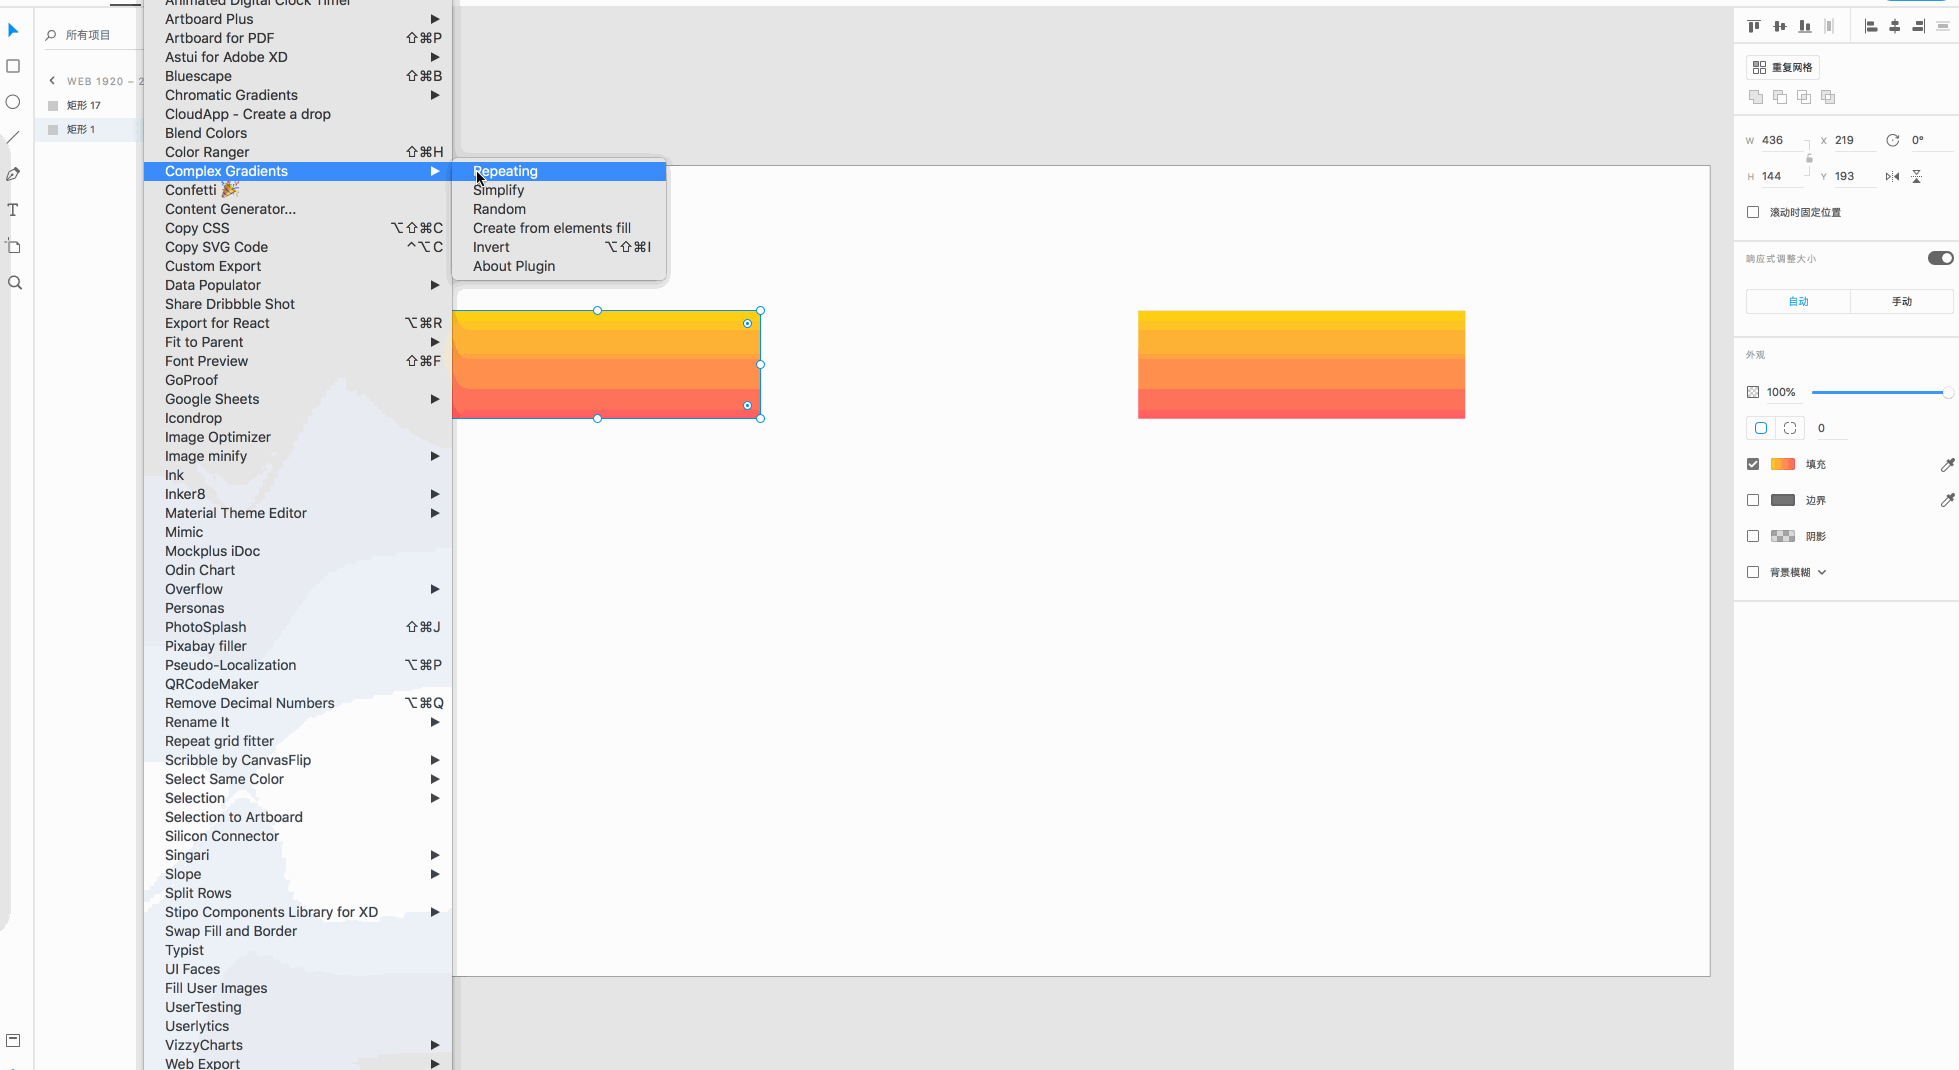 Animated Digital Clock Timer
Artboard Plus
Artboard for PDF ⇧⌘P
Astui for Adobe XD
Bluescape ⇧⌘B
Chromatic Gradients
CloudApp - Create a drop
Blend Colors
Color Ranger ⇧⌘H
Complex Gradients
Confetti 🎉
Content Generator...
Copy CSS ⌥⇧⌘C
Copy SVG Code ^⌥C
Custom Export
Data Populator
Share Dribbble Shot
Export for React ⌥⌘R
Fit to Parent
Font Preview ⇧⌘F
GoProof
Google Sheets
Icondrop
Image Optimizer
Image minify
Ink
Inker8
Material Theme Editor
Mimic
Mockplus iDoc
Odin Chart
Overflow
Personas
PhotoSplash ⇧⌘J
Pixabay filler
Pseudo-Localization ⌥⌘P
QRCodeMaker
Remove Decimal Numbers ⌥⌘Q
Rename It
Repeat grid fitter
Scribble by CanvasFlip
Select Same Color
Selection
Selection to Artboard
Silicon Connector
Singari
Slope
Split Rows
Stipo Components Library for XD
Swap Fill and Border
Typist
UI Faces
Fill User Images
UserTesting
Userlytics
VizzyCharts
Web Export
Repeating
Simplify
Random
Create from elements fill
Invert ⌥⇧⌘I
About Plugin
所有项目
WEB 1920 – 2
矩形 17
矩形 1
重复网格
W 436 X 219 0°
H 144 Y 193
滚动时固定位置
响应式调整大小
自动 手动
外观
100%
0
填充
边界
阴影
背景模糊